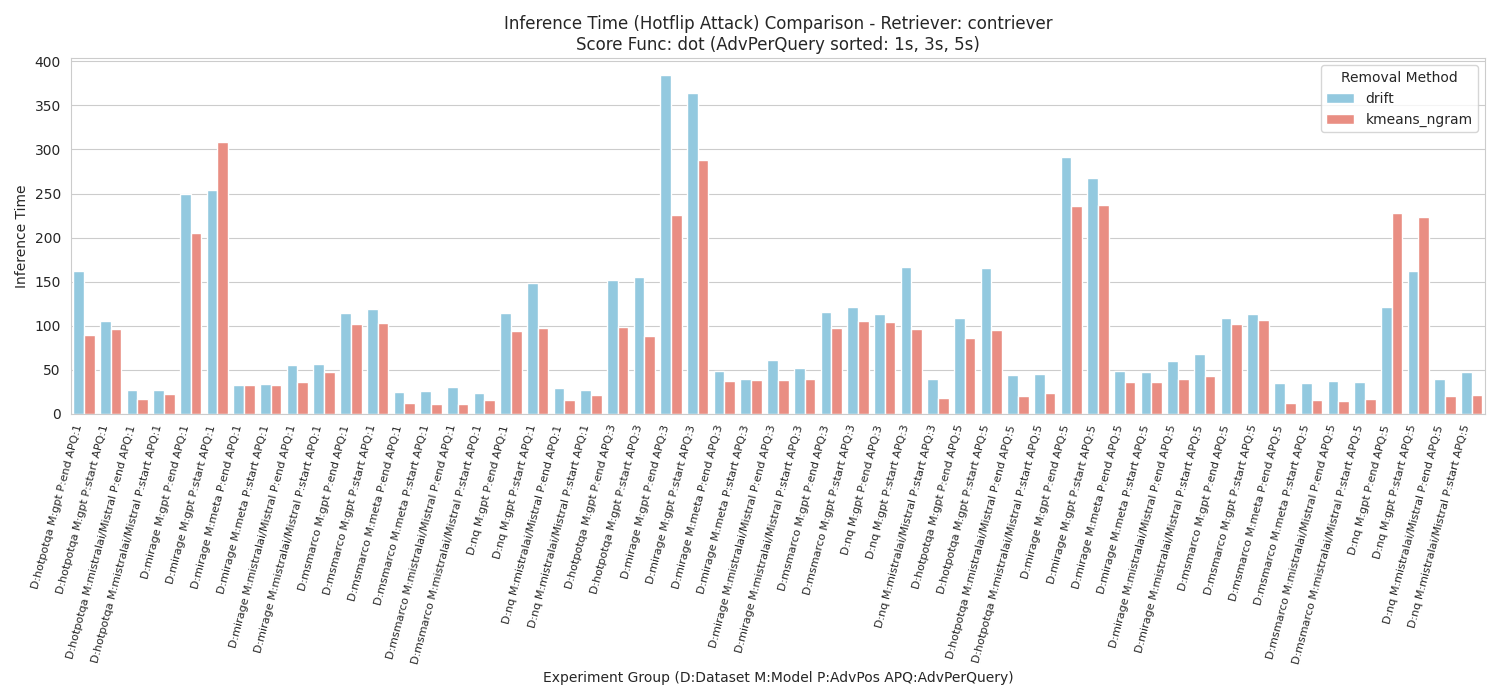 Inference Time (Hotflip Attack) Comparison - Retriever: contriever
Score Func: dot (AdvPerQuery sorted: 1s, 3s, 5s)
Removal Method
drift
kmeans_ngram
Inference Time
400
350
300
250
200
150
100
50
0
D:hotpotqa M:gpt P:end APQ:1
D:hotpotqa M:gpt P:start APQ:1
D:hotpotqa M:mistralai/Mistral P:end APQ:1
D:hotpotqa M:mistralai/Mistral P:start APQ:1
D:mirage M:gpt P:end APQ:1
D:mirage M:gpt P:start APQ:1
D:mirage M:meta P:end APQ:1
D:mirage M:meta P:start APQ:1
D:mirage M:mistralai/Mistral P:end APQ:1
D:mirage M:mistralai/Mistral P:start APQ:1
D:msmarco M:gpt P:end APQ:1
D:msmarco M:gpt P:start APQ:1
D:msmarco M:meta P:end APQ:1
D:msmarco M:meta P:start APQ:1
D:msmarco M:mistralai/Mistral P:end APQ:1
D:msmarco M:mistralai/Mistral P:start APQ:1
D:nq M:gpt P:end APQ:1
D:nq M:gpt P:start APQ:1
D:nq M:mistralai/Mistral P:end APQ:1
D:nq M:mistralai/Mistral P:start APQ:1
D:hotpotqa M:gpt P:end APQ:3
D:hotpotqa M:gpt P:start APQ:3
D:mirage M:gpt P:end APQ:3
D:mirage M:gpt P:start APQ:3
D:mirage M:meta P:end APQ:3
D:mirage M:meta P:start APQ:3
D:mirage M:mistralai/Mistral P:end APQ:3
D:mirage M:mistralai/Mistral P:start APQ:3
D:msmarco M:gpt P:end APQ:3
D:msmarco M:gpt P:start APQ:3
D:nq M:gpt P:end APQ:3
D:nq M:gpt P:start APQ:3
D:nq M:mistralai/Mistral P:start APQ:3
D:hotpotqa M:gpt P:end APQ:5
D:hotpotqa M:gpt P:start APQ:5
D:hotpotqa M:mistralai/Mistral P:end APQ:5
D:hotpotqa M:mistralai/Mistral P:start APQ:5
D:mirage M:gpt P:end APQ:5
D:mirage M:gpt P:start APQ:5
D:mirage M:meta P:end APQ:5
D:mirage M:meta P:start APQ:5
D:mirage M:mistralai/Mistral P:end APQ:5
D:mirage M:mistralai/Mistral P:start APQ:5
D:msmarco M:gpt P:end APQ:5
D:msmarco M:gpt P:start APQ:5
D:msmarco M:meta P:end APQ:5
D:msmarco M:meta P:start APQ:5
D:msmarco M:mistralai/Mistral P:end APQ:5
D:msmarco M:mistralai/Mistral P:start APQ:5
D:nq M:gpt P:end APQ:5
D:nq M:gpt P:start APQ:5
D:nq M:mistralai/Mistral P:end APQ:5
D:nq M:mistralai/Mistral P:start APQ:5
Experiment Group (D:Dataset M:Model P:AdvPos APQ:AdvPerQuery)